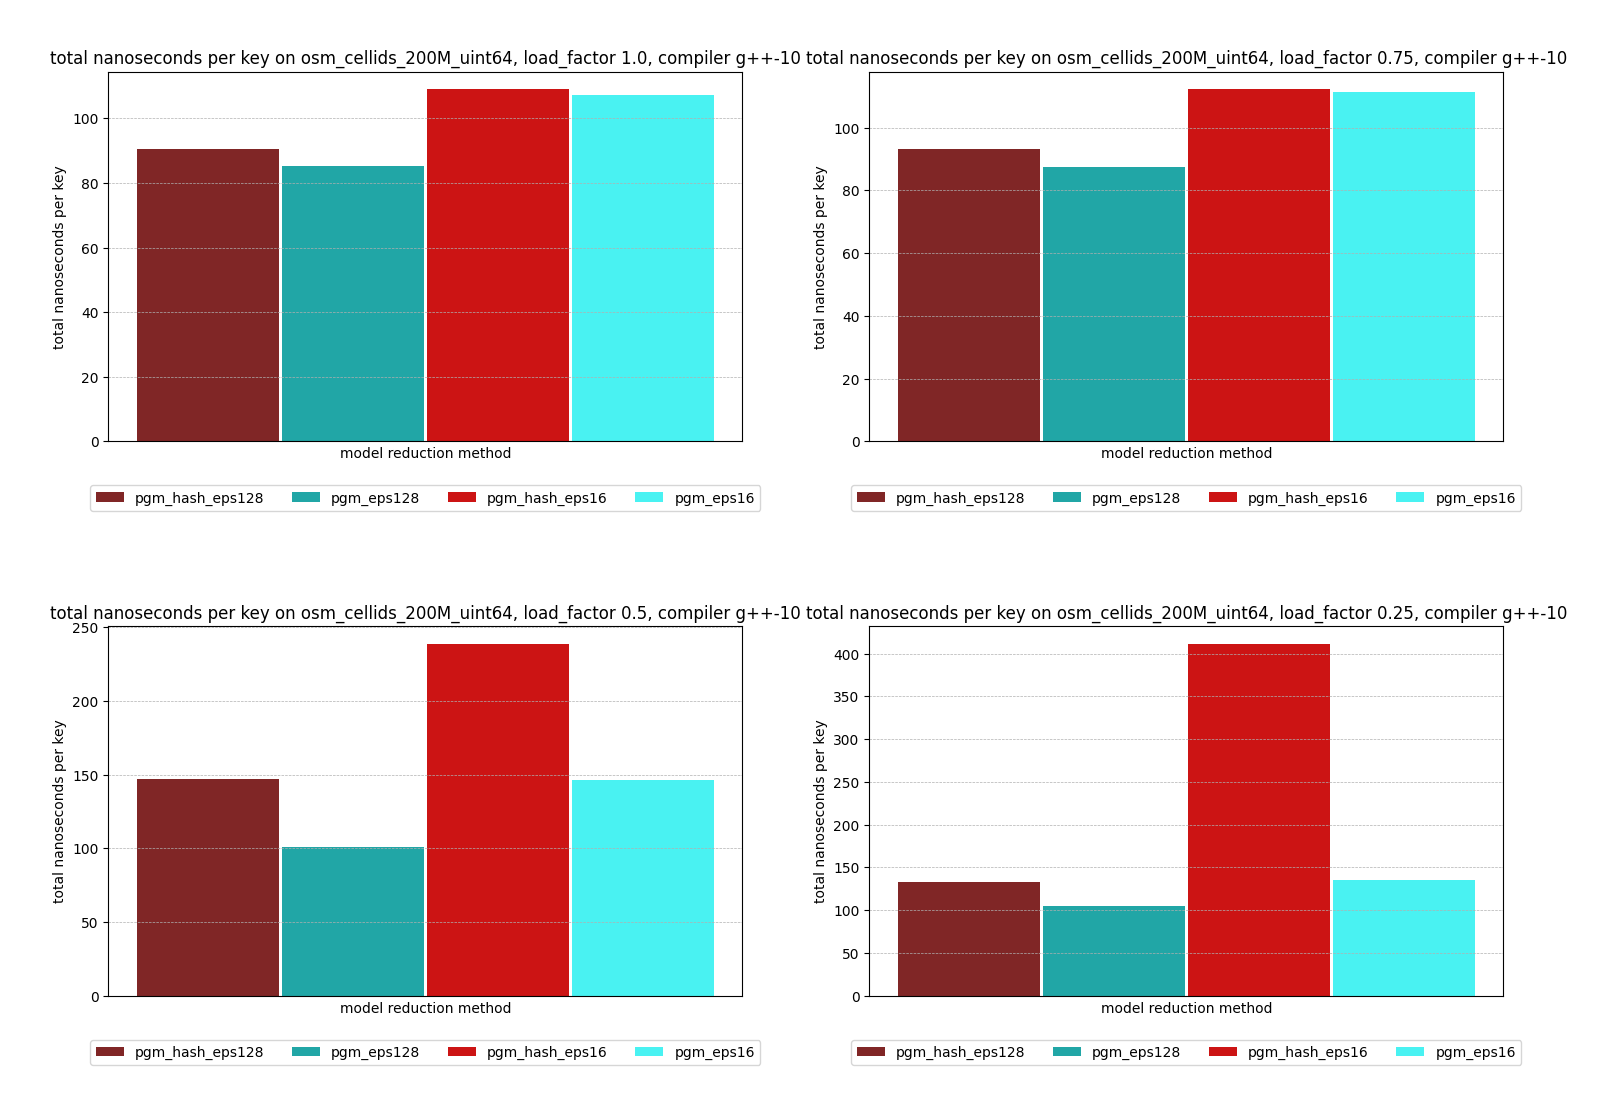 total nanoseconds per key on osm_cellids_200M_uint64, load_factor 1.0, compiler g++-10
100
80
60
40
20
0
total nanoseconds per key
model reduction method
pgm_hash_eps128 pgm_eps128 pgm_hash_eps16 pgm_eps16
total nanoseconds per key on osm_cellids_200M_uint64, load_factor 0.75, compiler g++-10
100
80
60
40
20
0
total nanoseconds per key
model reduction method
pgm_hash_eps128 pgm_eps128 pgm_hash_eps16 pgm_eps16
total nanoseconds per key on osm_cellids_200M_uint64, load_factor 0.5, compiler g++-10
250
200
150
100
50
0
total nanoseconds per key
model reduction method
pgm_hash_eps128 pgm_eps128 pgm_hash_eps16 pgm_eps16
total nanoseconds per key on osm_cellids_200M_uint64, load_factor 0.25, compiler g++-10
400
350
300
250
200
150
100
50
0
total nanoseconds per key
model reduction method
pgm_hash_eps128 pgm_eps128 pgm_hash_eps16 pgm_eps16